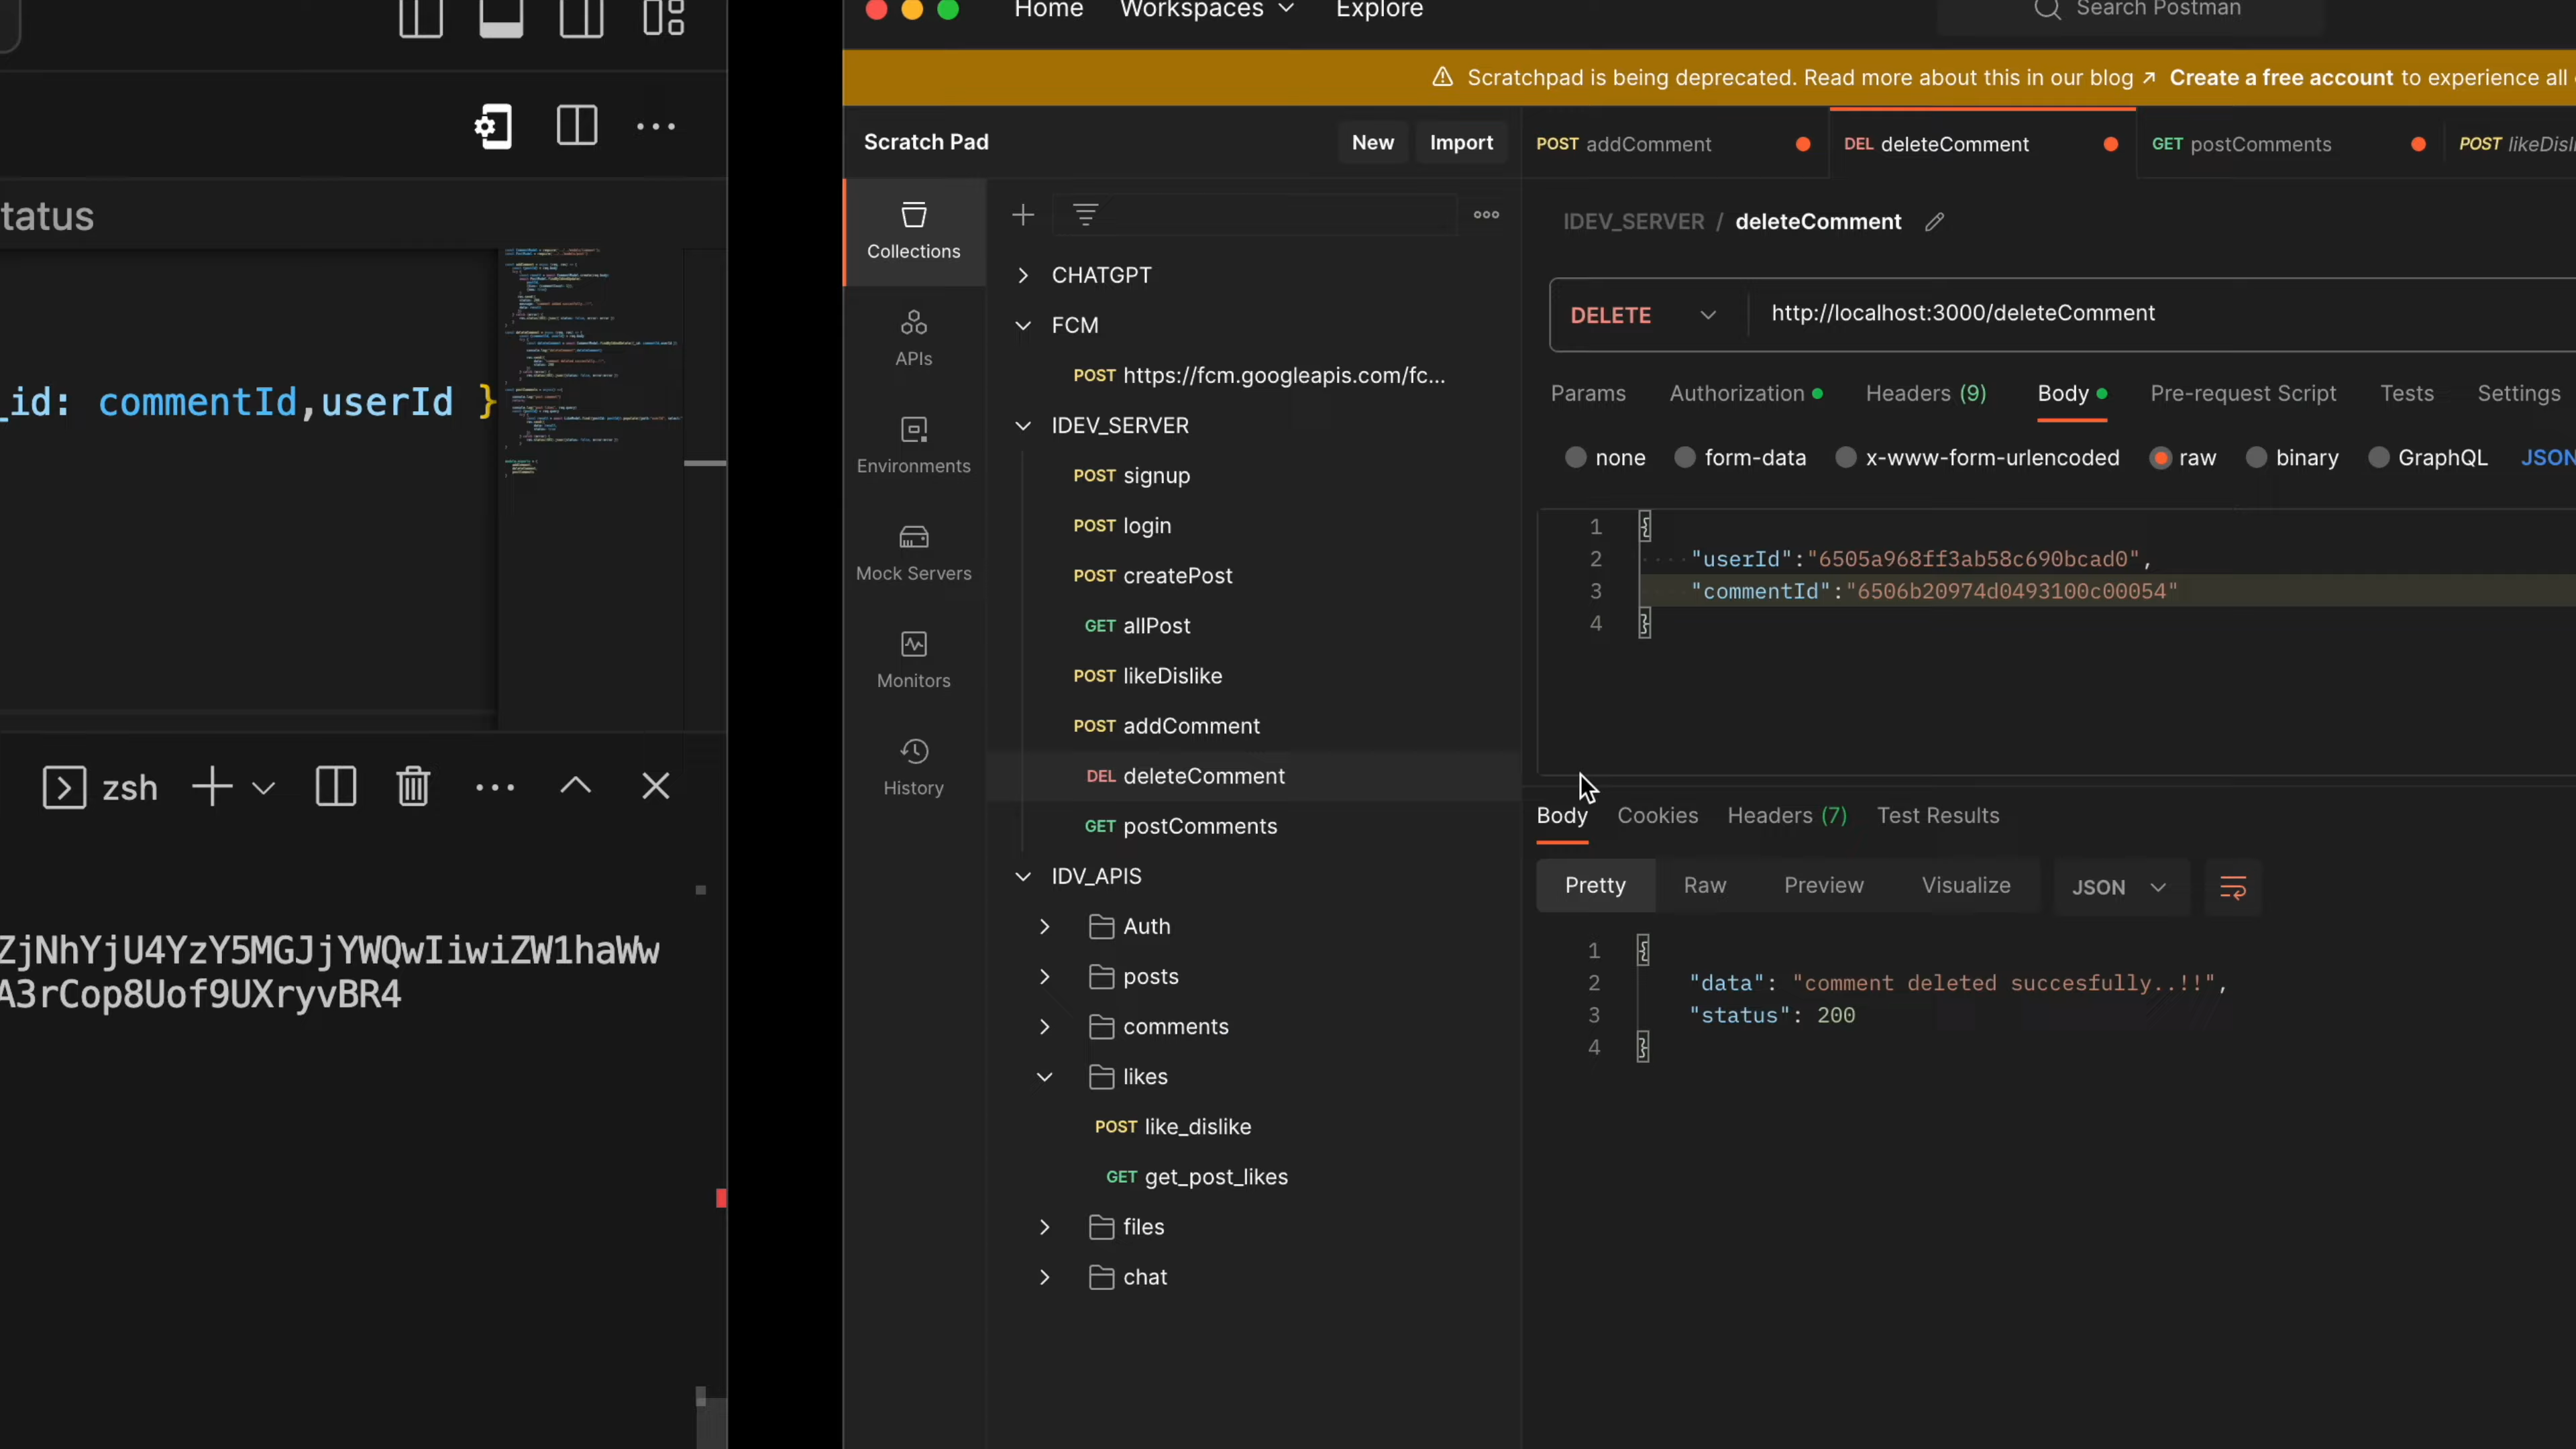 tatus
_id: commentId,userId }
zsh
ZjNhYjU4YzY5MGJjYWQwIiwiZW1haWw
A3rCop8Uof9UXryvBR4
Home Workspaces Explore
Search Postman
Scratchpad is being deprecated. Read more about this in our blog ↗ Create a free account to experience all
Scratch Pad
New Import
POST addComment
DEL deleteComment
GET postComments
POST likeDisl
Collections
APIs
Environments
Mock Servers
Monitors
History
CHATGPT
FCM
POST https://fcm.googleapis.com/fc...
IDEV_SERVER
POST signup
POST login
POST createPost
GET allPost
POST likeDislike
POST addComment
DEL deleteComment
GET postComments
IDV_APIS
Auth
posts
comments
likes
POST like_dislike
GET get_post_likes
files
chat
IDEV_SERVER / deleteComment
DELETE http://localhost:3000/deleteComment
Params Authorization Headers (9) Body Pre-request Script Tests Settings
none form-data x-www-form-urlencoded raw binary GraphQL JSON
1 {
2 "userId":"6505a968ff3ab58c690bcad0",
3 "commentId":"6506b20974d0493100c00054"
4 }
Body Cookies Headers (7) Test Results
Pretty Raw Preview Visualize JSON
1 {
2 "data": "comment deleted succesfully..!!",
3 "status": 200
4 }